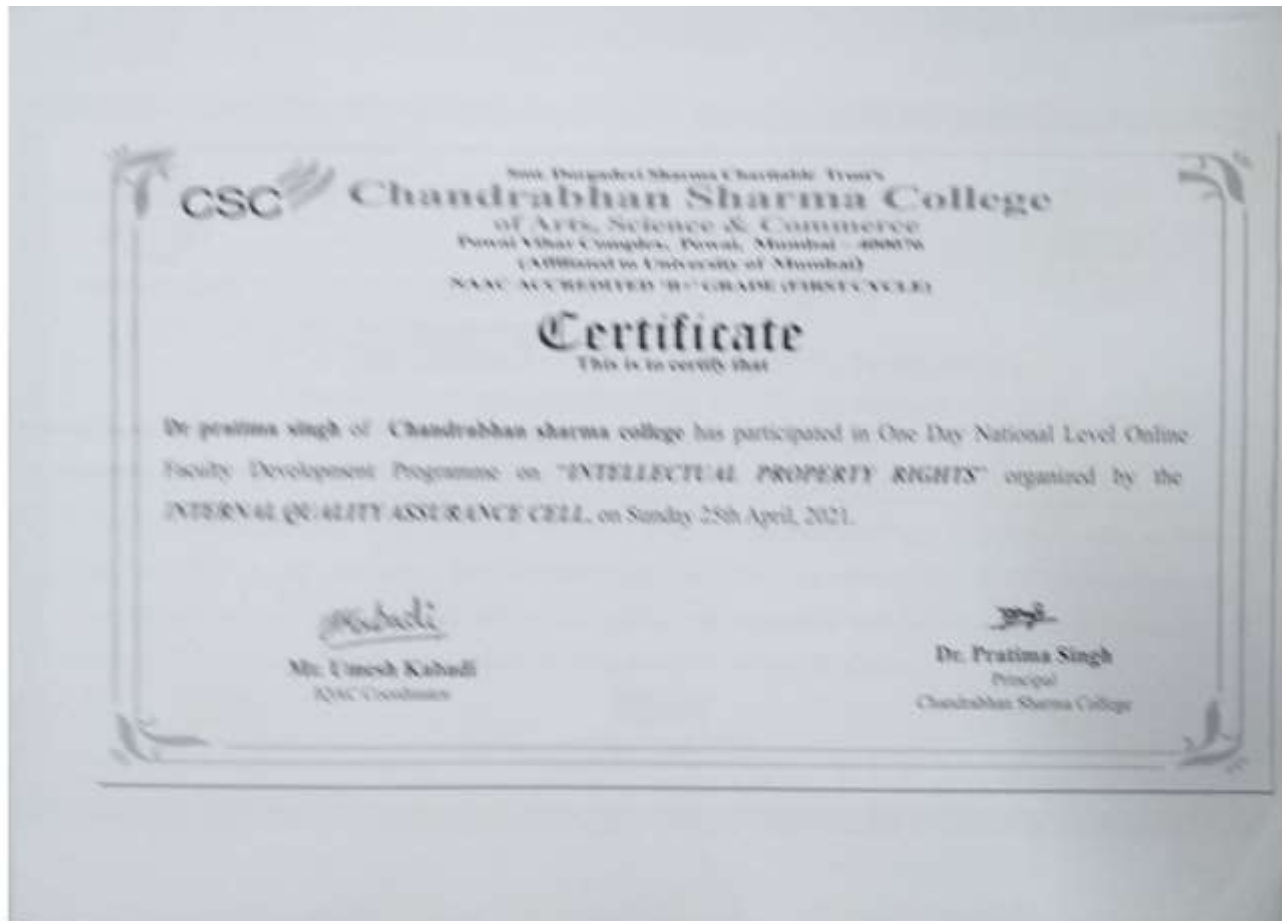 CSC
Smt. Durgadevi Sharma Charitable Trust's
Chandrabhan Sharma College
of Arts, Science & Commerce
Powai Vihar Complex, Powai, Mumbai - 400076
(Affiliated to University of Mumbai)
NAAC ACCREDITED "B+" GRADE (FIRST CYCLE)
Certificate
This is to certify that
Dr pratima singh of Chandrabhan sharma college has participated in One Day National Level Online
Faculty Development Programme on "INTELLECTUAL PROPERTY RIGHTS" organized by the
INTERNAL QUALITY ASSURANCE CELL, on Sunday 25th April, 2021.
Kabadi
Mr. Umesh Kabadi
IQAC Coordinator
Dr. Pratima Singh
Principal
Chandrabhan Sharma College